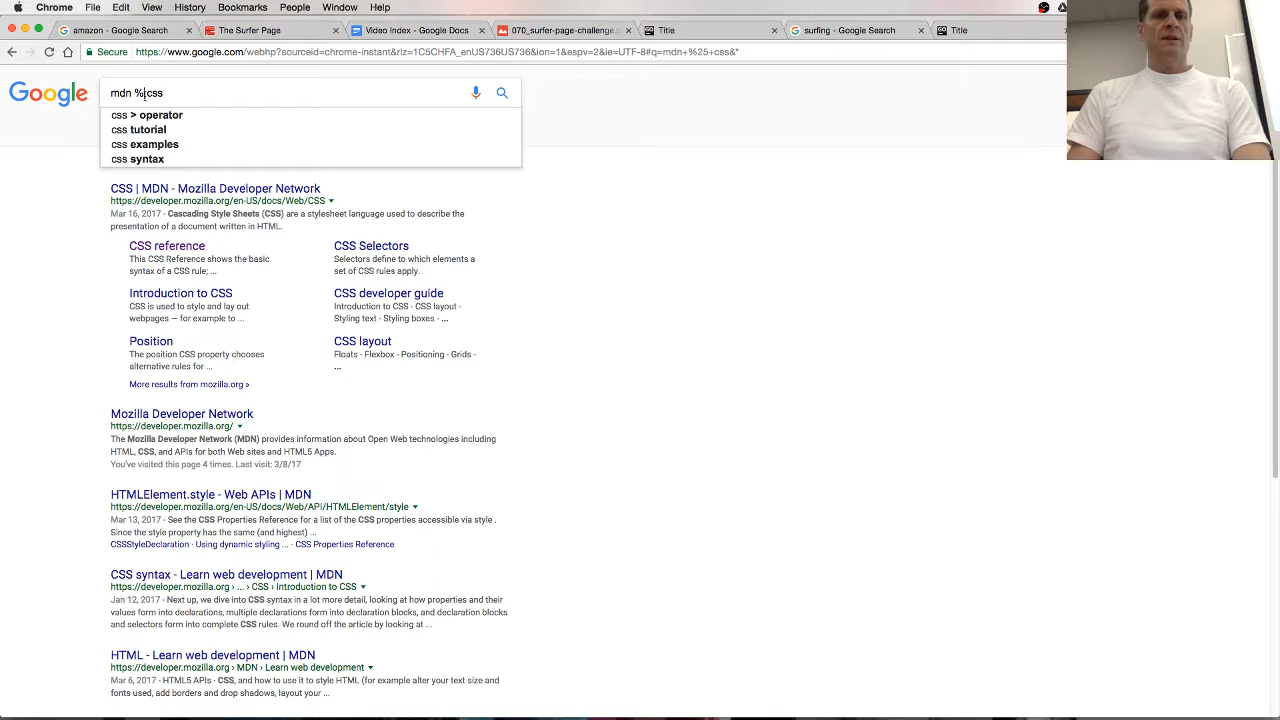 Chrome File Edit View History Bookmarks People Window Help
amazon - Google Search × The Surfer Page × Video Index - Google Docs × 070_surfer-page-challenge.p × Title × surfing - Google Search × Title
Secure https://www.google.com/webhp?sourceid=chrome-instant&rlz=1C5CHFA_enUS736US736&ion=1&espv=2&ie=UTF-8#q=mdn+%25+css&*
Google mdn % css
css > operator
css tutorial
css examples
css syntax
CSS | MDN - Mozilla Developer Network
https://developer.mozilla.org/en-US/docs/Web/CSS
Mar 16, 2017 - Cascading Style Sheets (CSS) are a stylesheet language used to describe the
presentation of a document written in HTML.
CSS reference
This CSS Reference shows the basic
syntax of a CSS rule; ...
CSS Selectors
Selectors define to which elements a
set of CSS rules apply.
Introduction to CSS
CSS is used to style and lay out
webpages — for example to ...
CSS developer guide
Introduction to CSS - CSS layout -
Styling text - Styling boxes - ...
Position
The position CSS property chooses
alternative rules for ...
CSS layout
Floats - Flexbox - Positioning - Grids -
...
More results from mozilla.org »
Mozilla Developer Network
https://developer.mozilla.org/
The Mozilla Developer Network (MDN) provides information about Open Web technologies including
HTML, CSS, and APIs for both Web sites and HTML5 Apps.
You've visited this page 4 times. Last visit: 3/8/17
HTMLElement.style - Web APIs | MDN
https://developer.mozilla.org/en-US/docs/Web/API/HTMLElement/style
Mar 13, 2017 - See the CSS Properties Reference for a list of the CSS properties accessible via style .
Since the style property has the same (and highest) ...
CSSStyleDeclaration · Using dynamic styling ... · CSS Properties Reference
CSS syntax - Learn web development | MDN
https://developer.mozilla.org › ... › CSS › Introduction to CSS
Jan 12, 2017 - Next up, we dive into CSS syntax in a lot more detail, looking at how properties and their
values form into declarations, multiple declarations form into declaration blocks, and declaration blocks
and selectors form into complete CSS rules. We round off the article by looking at ...
HTML - Learn web development | MDN
https://developer.mozilla.org › MDN › Learn web development
Mar 6, 2017 - HTML5 APIs · CSS, and how to use it to style HTML (for example alter your text size and
fonts used, add borders and drop shadows, layout your ...